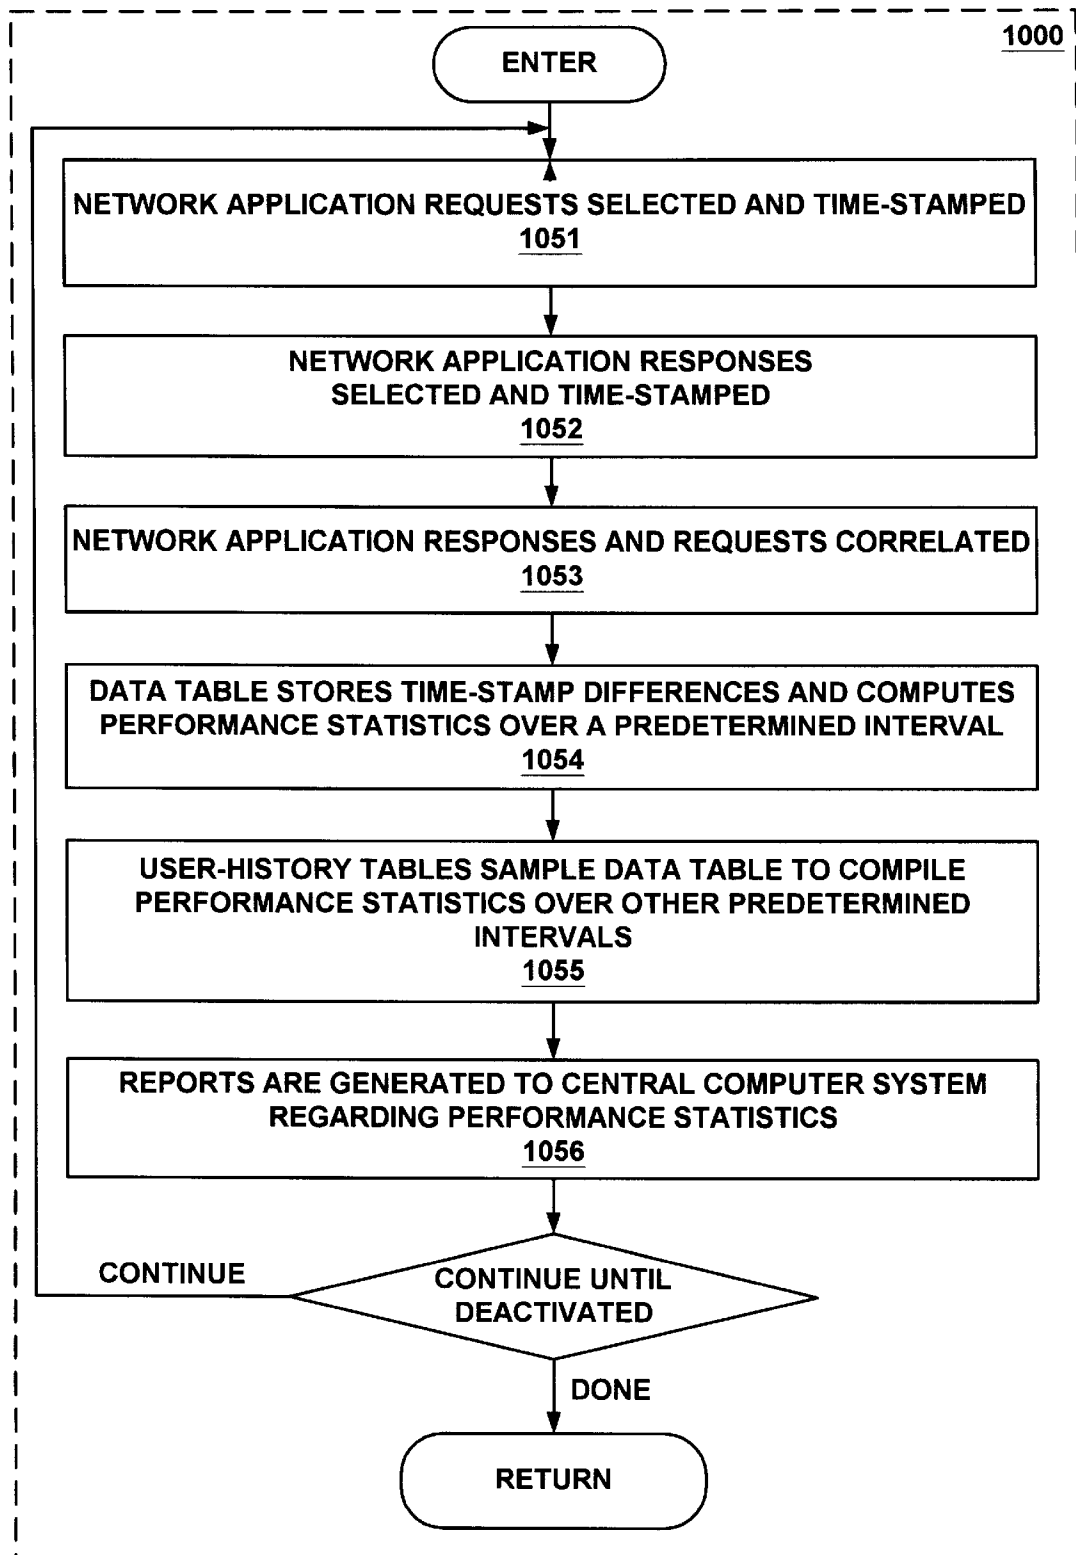 1000
ENTER
NETWORK APPLICATION REQUESTS SELECTED AND TIME-STAMPED
1051
NETWORK APPLICATION RESPONSES
SELECTED AND TIME-STAMPED
1052
NETWORK APPLICATION RESPONSES AND REQUESTS CORRELATED
1053
DATA TABLE STORES TIME-STAMP DIFFERENCES AND COMPUTES
PERFORMANCE STATISTICS OVER A PREDETERMINED INTERVAL
1054
USER-HISTORY TABLES SAMPLE DATA TABLE TO COMPILE
PERFORMANCE STATISTICS OVER OTHER PREDETERMINED
INTERVALS
1055
REPORTS ARE GENERATED TO CENTRAL COMPUTER SYSTEM
REGARDING PERFORMANCE STATISTICS
1056
CONTINUE
CONTINUE UNTIL
DEACTIVATED
DONE
RETURN